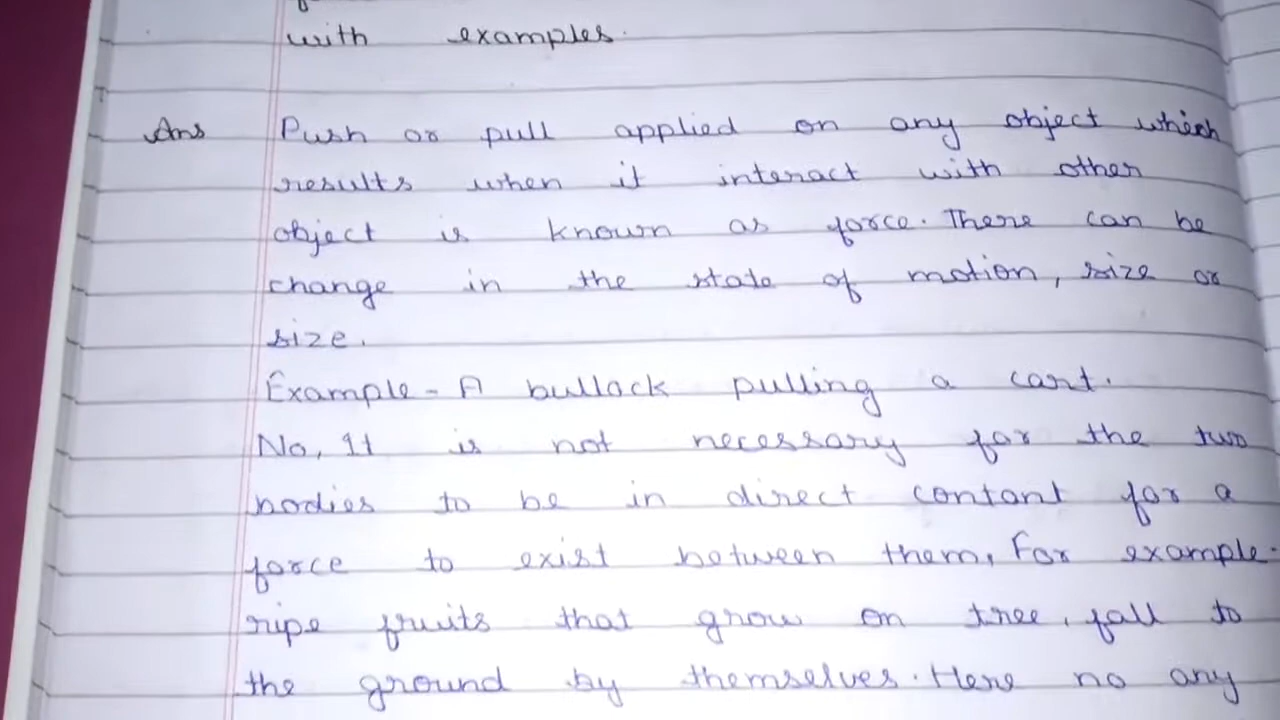 with examples.
Ans Push or pull applied on any object which
results when it interact with other
object is known as force. There can be
change in the state of motion, size or
size.
Example - A bullock pulling a cart.
No, It is not necessary for the two
bodies to be in direct contant for a
force to exist between them, For example-
ripe fruits that grow on tree, fall to
the ground by themselves. Here no any